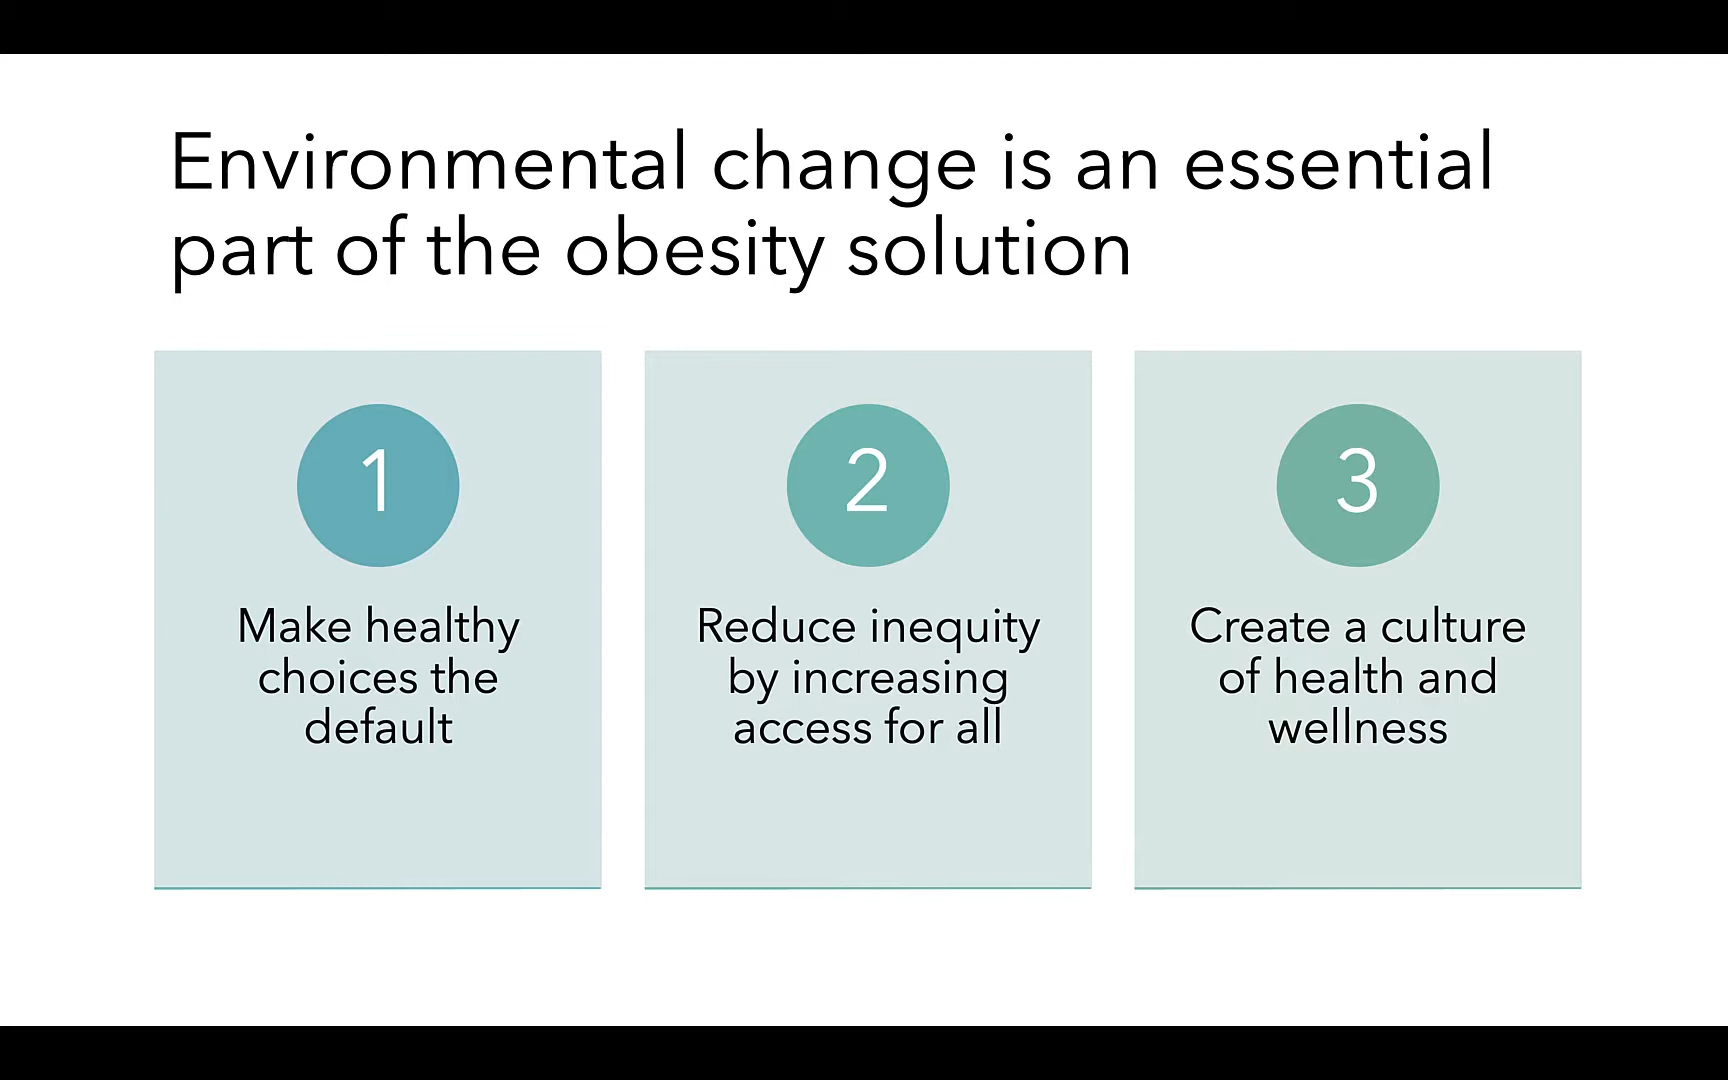 Environmental change is an essential
part of the obesity solution
1
Make healthy
choices the
default
2
Reduce inequity
by increasing
access for all
3
Create a culture
of health and
wellness